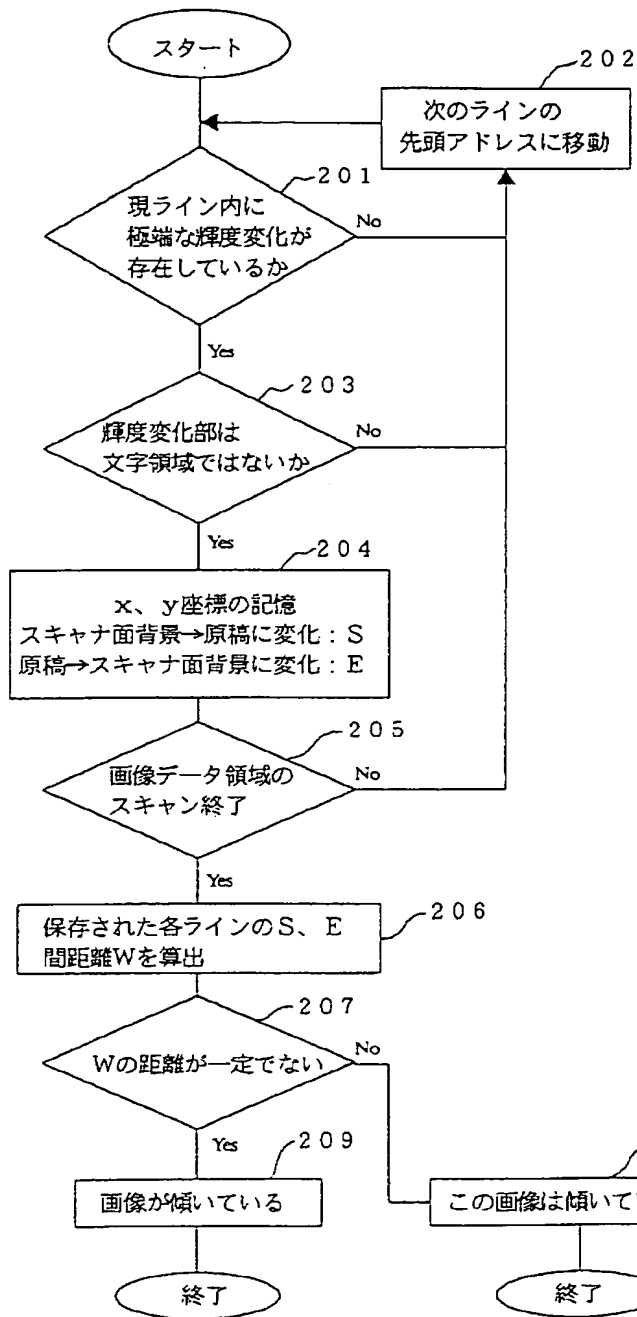 スタート
202
次のラインの
先頭アドレスに移動
201
現ライン内に
極端な輝度変化が
存在しているか
No
Yes
203
輝度変化部は
文字領域ではないか
No
Yes
204
x、y座標の記憶
スキャナ面背景→原稿に変化：S
原稿→スキャナ面背景に変化：E
205
画像データ領域の
スキャン終了
No
Yes
206
保存された各ラインのS、E
間距離Wを算出
207
Wの距離が一定でない
No
Yes
209
画像が傾いている
この画像は傾いて
終了
終了